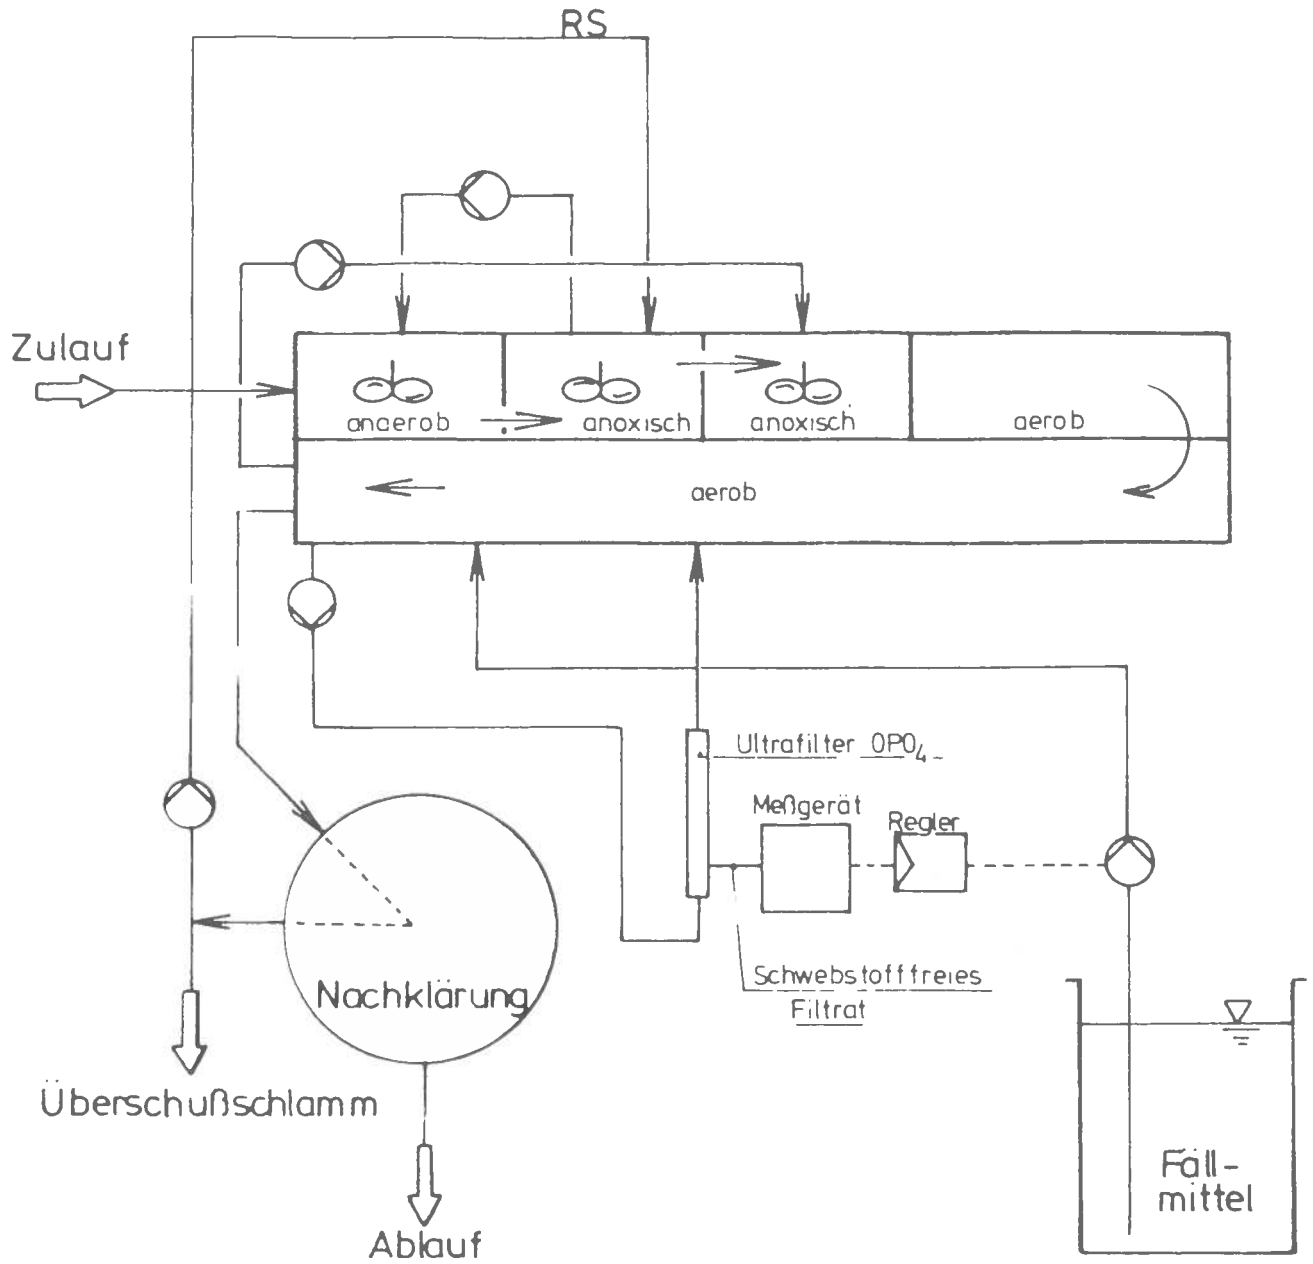 RS
Zulauf
anaerob
anoxisch
anoxisch
aerob
aerob
Ultrafilter OPO₄
Meßgerät
Regler
Schwebstofffreies
Filtrat
Nachklärung
Überschußschlamm
Ablauf
Fäll-
mittel